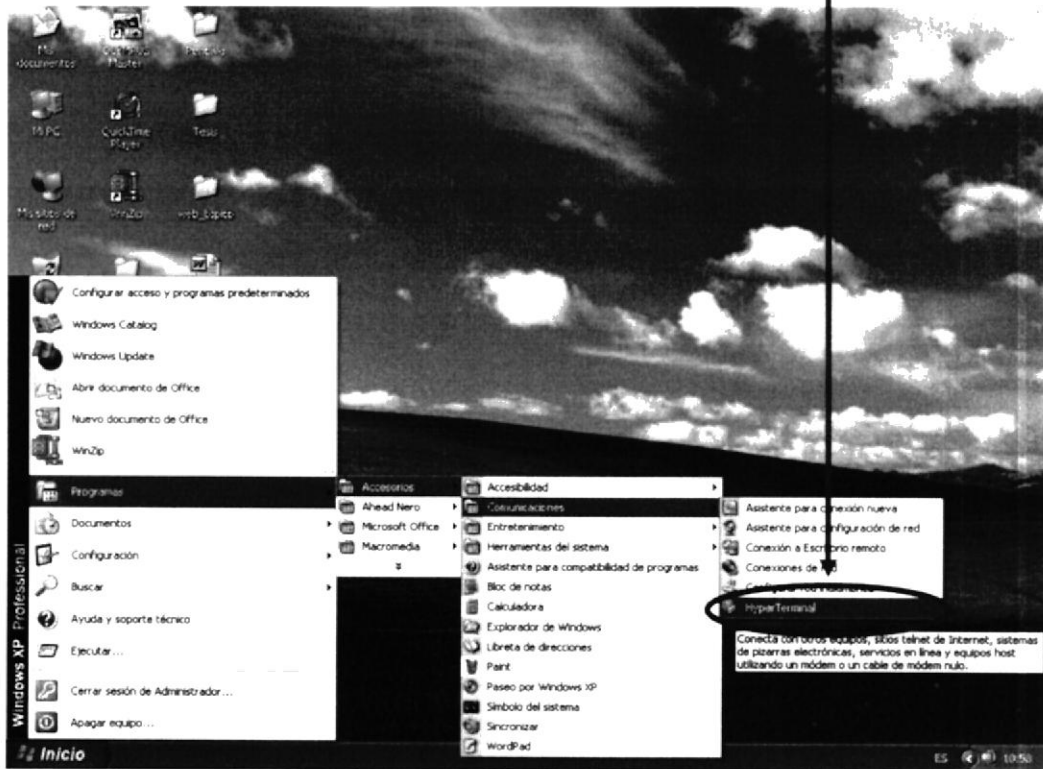 Mis documentos
Master
Mi PC
QuickTime Player
Tesis
Mis sitios de red
WinZip
Configurar acceso y programas predeterminados
Windows Catalog
Windows Update
Abrir documento de Office
Nuevo documento de Office
WinZip
Programas
Documentos
Configuración
Buscar
Ayuda y soporte técnico
Ejecutar...
Cerrar sesión de Administrador...
Apagar equipo...
Windows XP Professional
Accesorios
Ahead Nero
Microsoft Office
Macromedia
Accesibilidad
Comunicaciones
Entretenimiento
Herramientas del sistema
Asistente para compatibilidad de programas
Bloc de notas
Calculadora
Explorador de Windows
Libreta de direcciones
Paint
Paseo por Windows XP
Símbolo del sistema
Sincronizar
WordPad
Asistente para conexión nueva
Asistente para configuración de red
Conexión a Escritorio remoto
Conexiones de red
HyperTerminal
Conecta con otros equipos, sitios telnet de Internet, sistemas
de pizarras electrónicas, servicios en línea y equipos host
utilizando un módem o un cable de módem nulo.
Inicio
ES
10:53